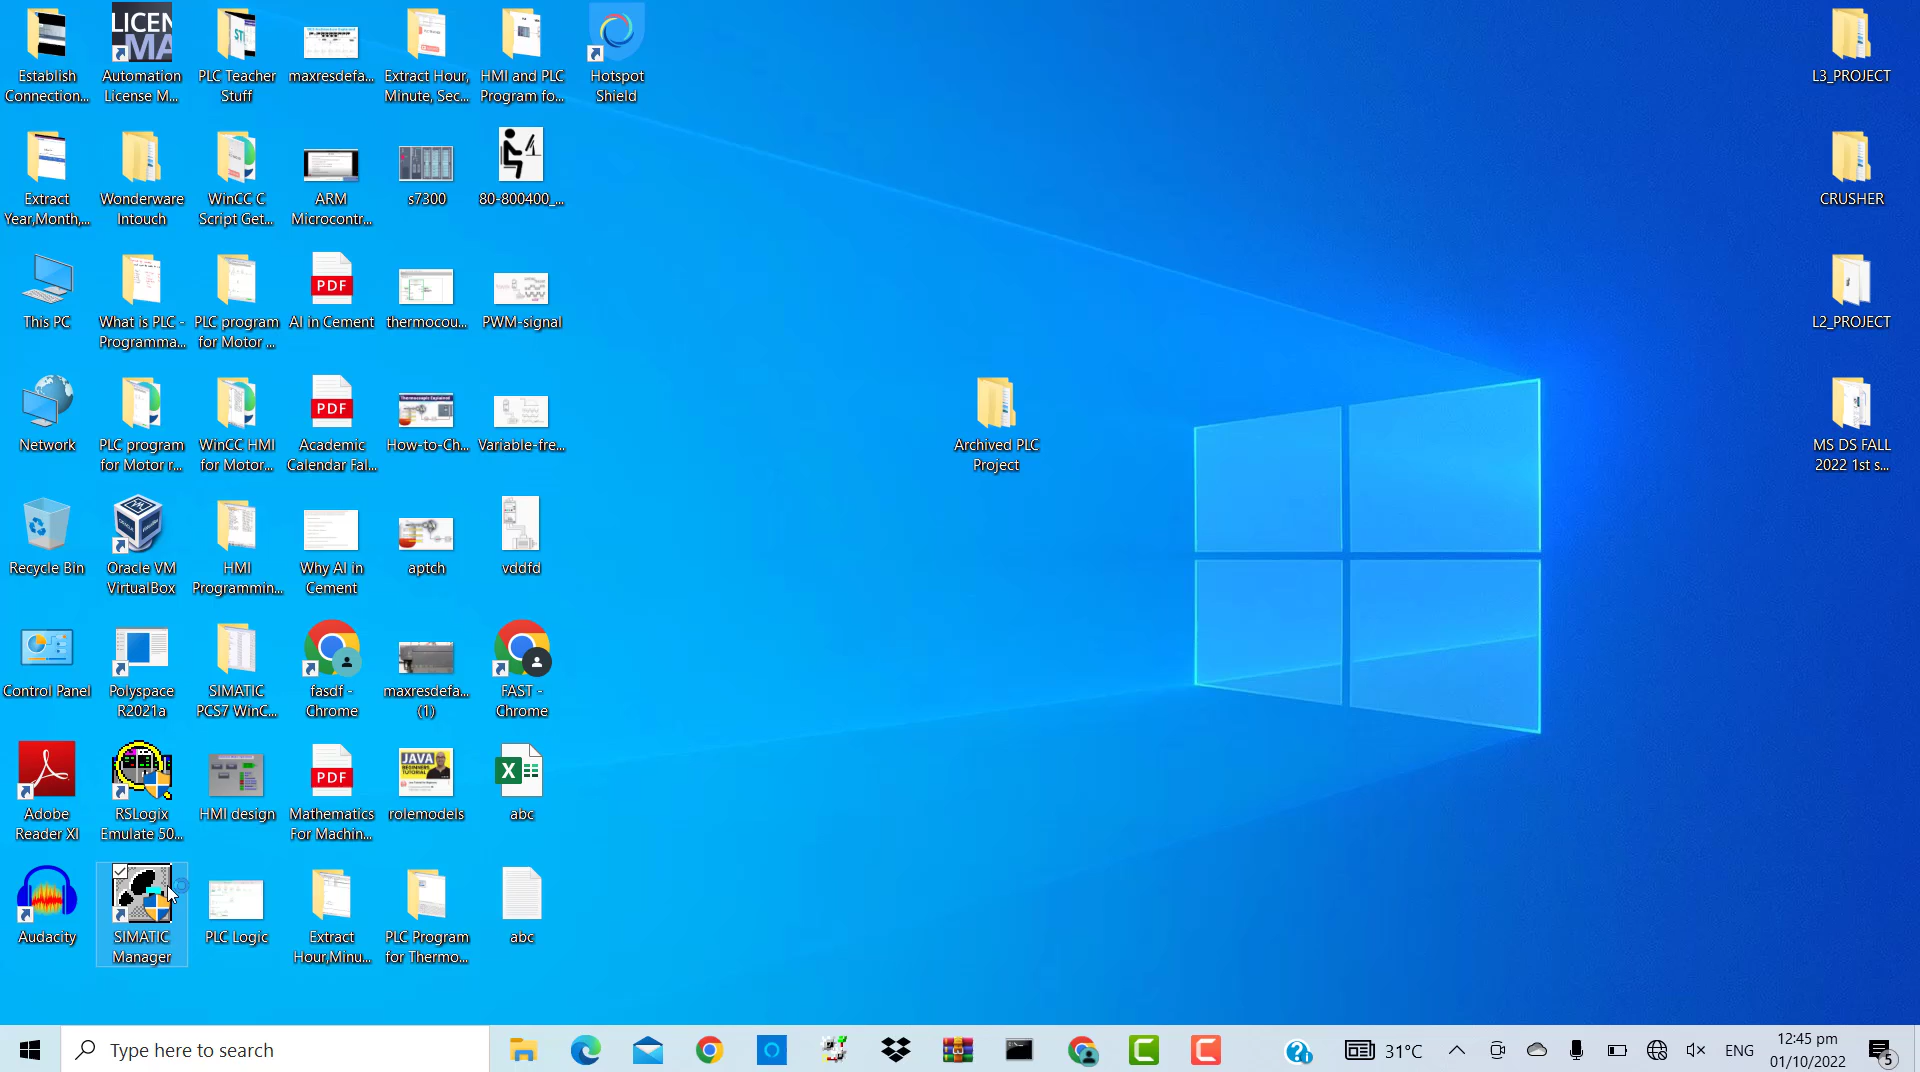 Establish
Connection...
LICEN
MA
Automation
License M...
PLC Teacher
Stuff
maxresdefa...
Extract Hour,
Minute, Sec...
HMI and PLC
Program fo...
Hotspot
Shield
L3_PROJECT
Extract
Year,Month,...
Wonderware
Intouch
WinCC C
Script Get...
ARM
Microcontr...
s7300
80-800400_...
CRUSHER
This PC
What is PLC -
Programma...
PLC program
for Motor ...
PDF
AI in Cement
thermocou...
PWM-signal
L2_PROJECT
Network
PLC program
for Motor r...
WinCC HMI
for Motor...
PDF
Academic
Calendar Fal...
How-to-Ch...
Variable-fre...
Archived PLC
Project
MS DS FALL
2022 1st s...
Recycle Bin
Oracle VM
VirtualBox
HMI
Programmin...
Why AI in
Cement
aptch
vddfd
Control Panel
Polyspace
R2021a
SIMATIC
PCS7 WinC...
fasdf -
Chrome
maxresdefa...
(1)
FAST -
Chrome
Adobe
Reader XI
RSLogix
Emulate 50...
HMI design
PDF
Mathematics
For Machin...
JAVA
rolemodels
abc
Audacity
SIMATIC
Manager
PLC Logic
Extract
Hour,Minu...
PLC Program
for Thermo...
abc
Type here to search
31°C
ENG
12:45 pm
01/10/2022
5